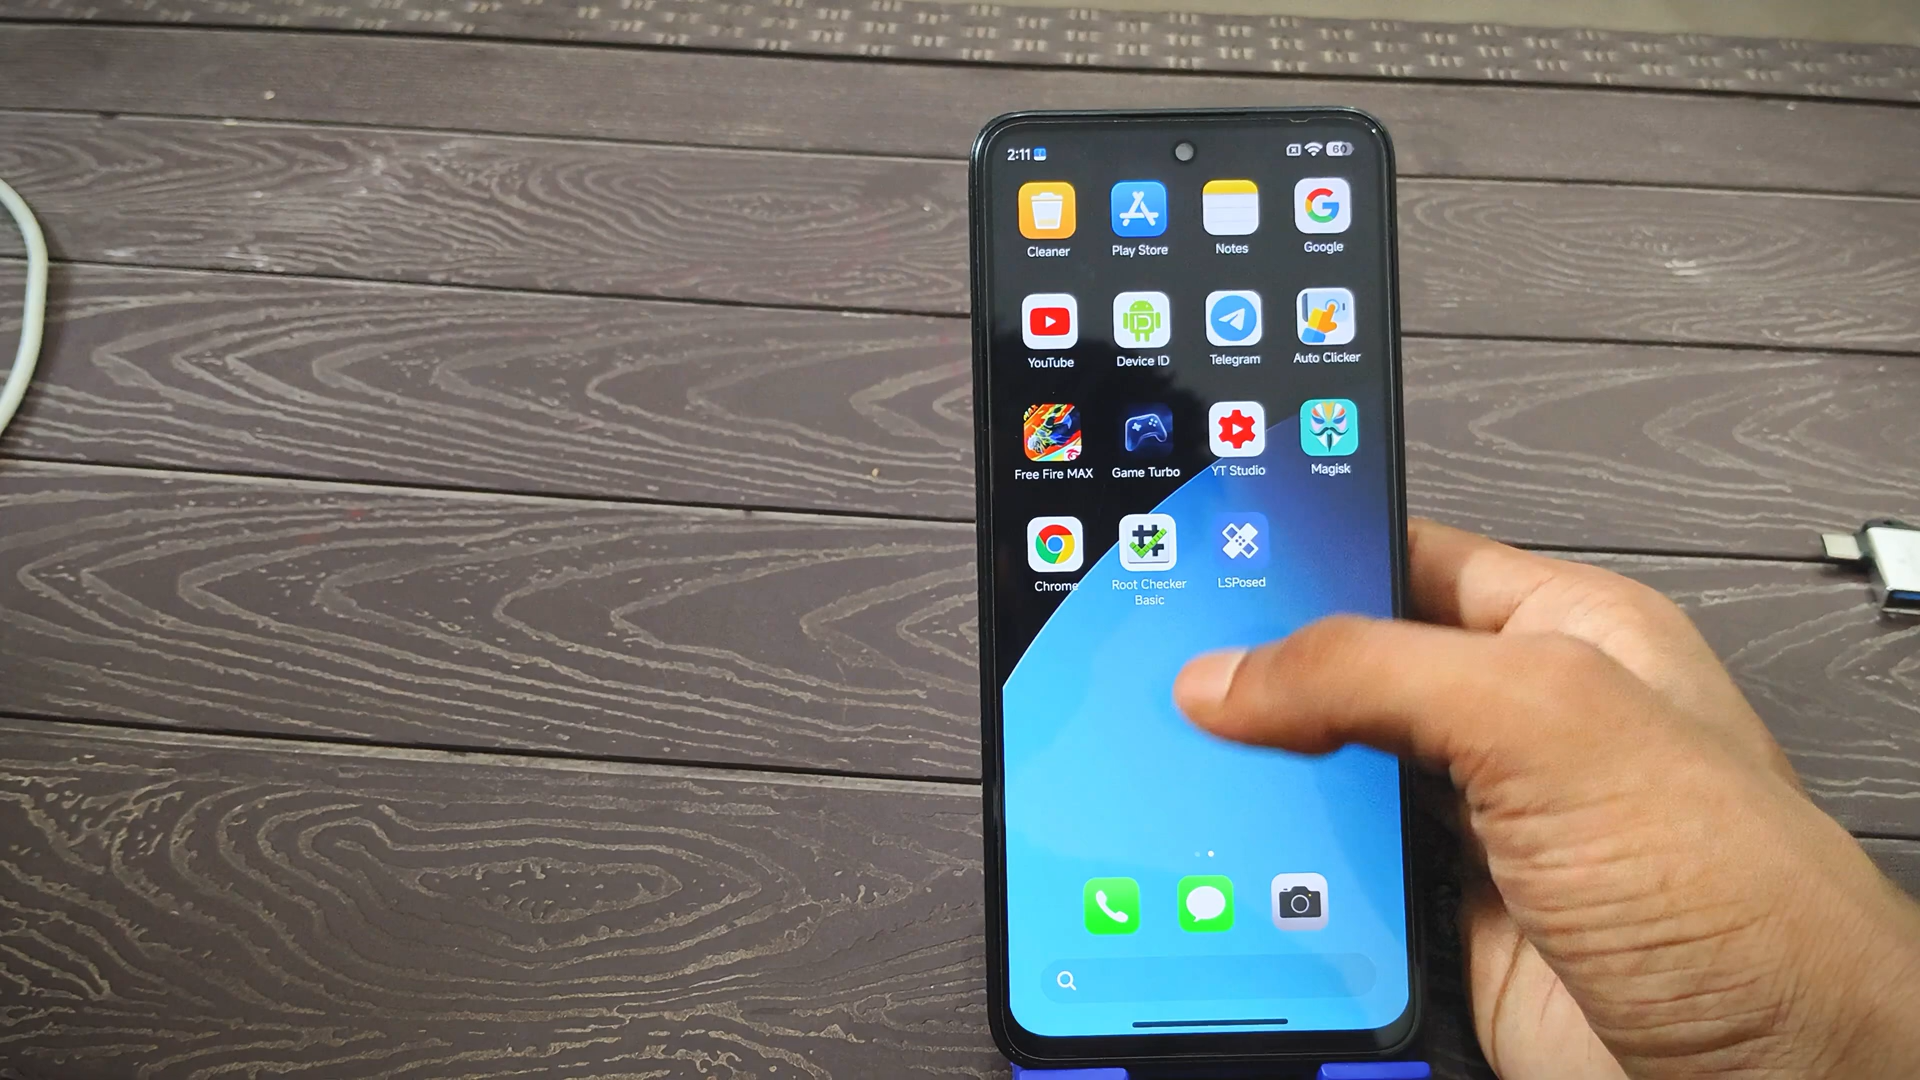 2:11
60
Cleaner
Play Store
Notes
Google
YouTube
Device ID
Telegram
Auto Clicker
Free Fire MAX
Game Turbo
YT Studio
Magisk
Chrome
Root Checker
Basic
LSPosed